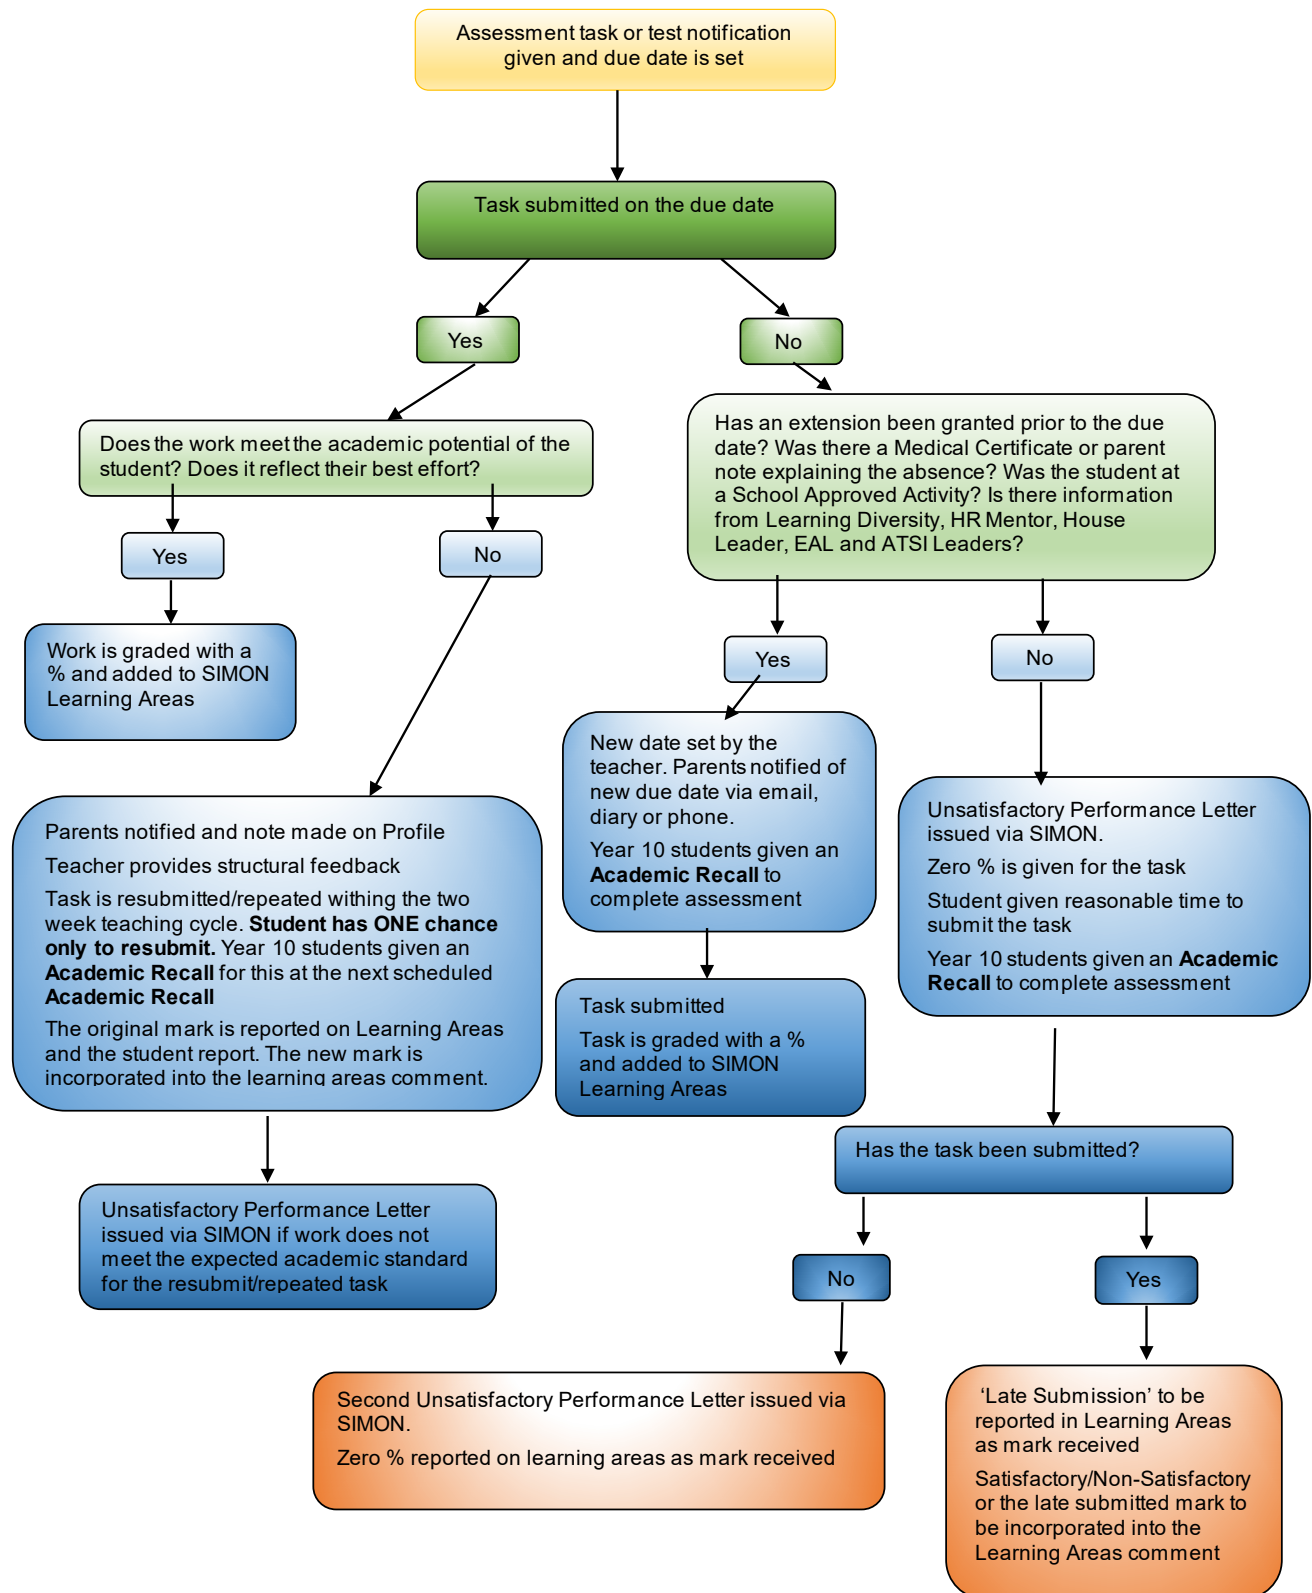 Assessment task or test notification
given and due date is set
Task submitted on the due date
Yes
No
Does the work meet the academic potential of the
student? Does it reflect their best effort?
Has an extension been granted prior to the due
date? Was there a Medical Certificate or parent
note explaining the absence? Was the student at
a School Approved Activity? Is there information
from Learning Diversity, HR Mentor, House
Leader, EAL and ATSI Leaders?
Yes
No
Yes
No
Work is graded with a
% and added to SIMON
Learning Areas
New date set by the
teacher. Parents notified of
new due date via email,
diary or phone.
Year 10 students given an
Academic Recall to
complete assessment
Unsatisfactory Performance Letter
issued via SIMON.
Zero % is given for the task
Student given reasonable time to
submit the task
Year 10 students given an Academic
Recall to complete assessment
Parents notified and note made on Profile
Teacher provides structural feedback
Task is resubmitted/repeated withing the two
week teaching cycle. Student has ONE chance
only to resubmit. Year 10 students given an
Academic Recall for this at the next scheduled
Academic Recall
The original mark is reported on Learning Areas
and the student report. The new mark is
incorporated into the learning areas comment.
Task submitted
Task is graded with a %
and added to SIMON
Learning Areas
Has the task been submitted?
Unsatisfactory Performance Letter
issued via SIMON if work does not
meet the expected academic standard
for the resubmit/repeated task
No
Yes
Second Unsatisfactory Performance Letter issued via
SIMON.
Zero % reported on learning areas as mark received
‘Late Submission’ to be
reported in Learning Areas
as mark received
Satisfactory/Non-Satisfactory
or the late submitted mark to
be incorporated into the
Learning Areas comment